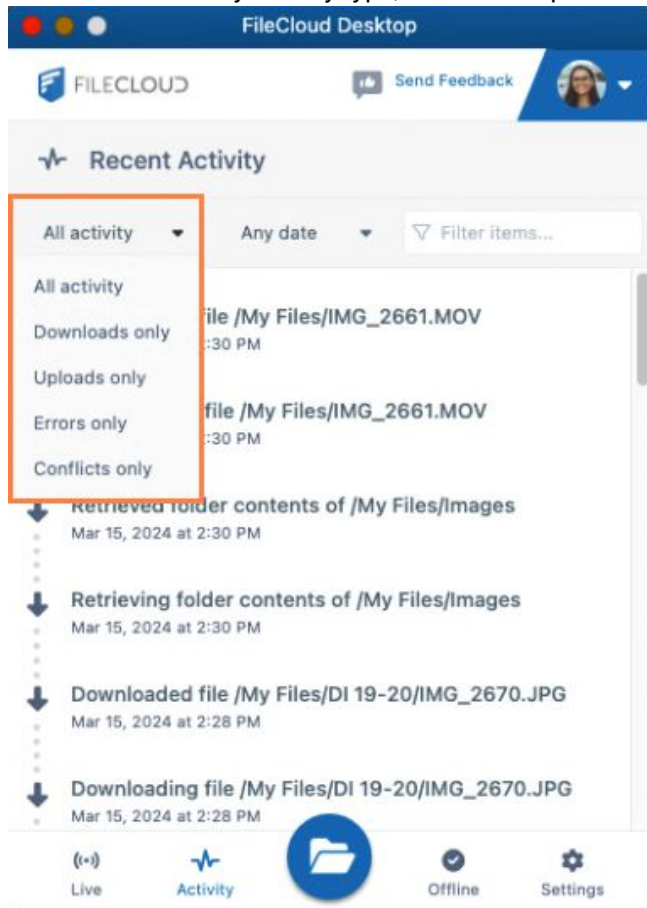 FileCloud Desktop
FILECLOUD
Send Feedback
Recent Activity
All activity
Any date
Filter items...
All activity
Downloads only
Uploads only
Errors only
Conflicts only
file /My Files/IMG_2661.MOV
:30 PM
file /My Files/IMG_2661.MOV
:30 PM
Retrieved folder contents of /My Files/Images
Mar 15, 2024 at 2:30 PM
Retrieving folder contents of /My Files/Images
Mar 15, 2024 at 2:30 PM
Downloaded file /My Files/DI 19-20/IMG_2670.JPG
Mar 15, 2024 at 2:28 PM
Downloading file /My Files/DI 19-20/IMG_2670.JPG
Mar 15, 2024 at 2:28 PM
Live
Activity
Offline
Settings